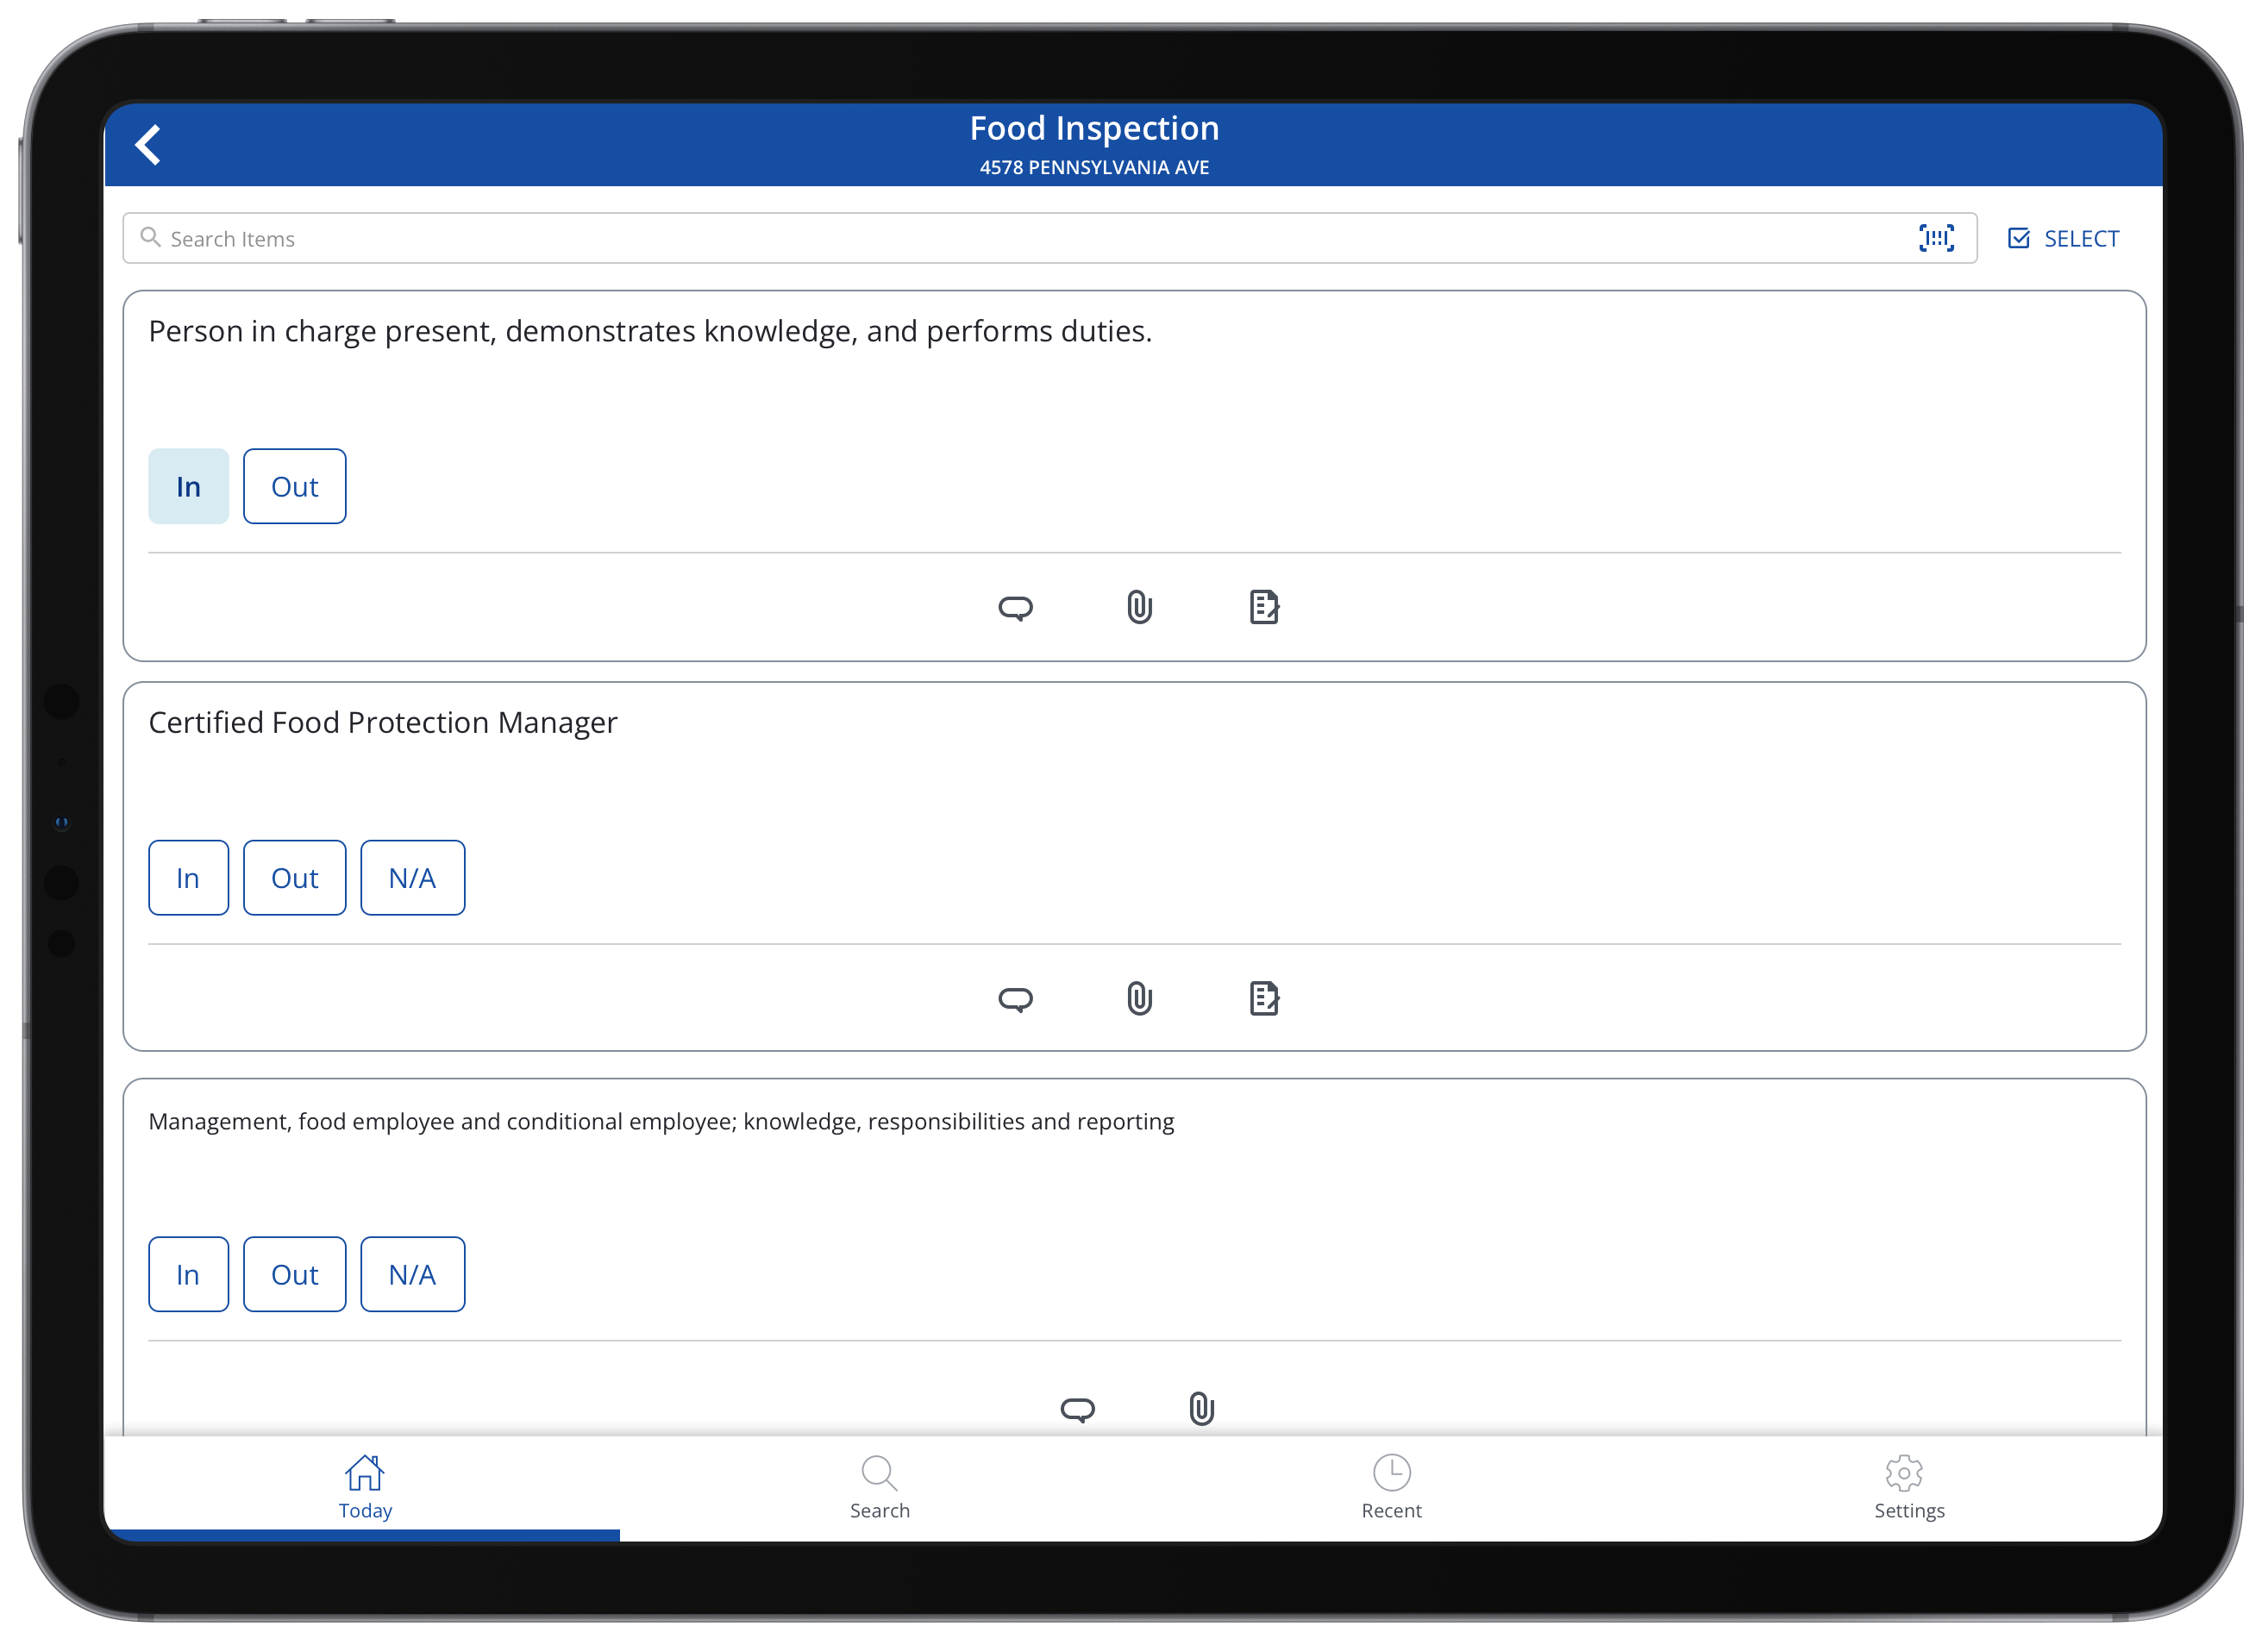 Food Inspection
4578 PENNSYLVANIA AVE
Search Items
SELECT
Person in charge present, demonstrates knowledge, and performs duties.
In
Out
Certified Food Protection Manager
In
Out
N/A
Management, food employee and conditional employee; knowledge, responsibilities and reporting
In
Out
N/A
Today
Search
Recent
Settings